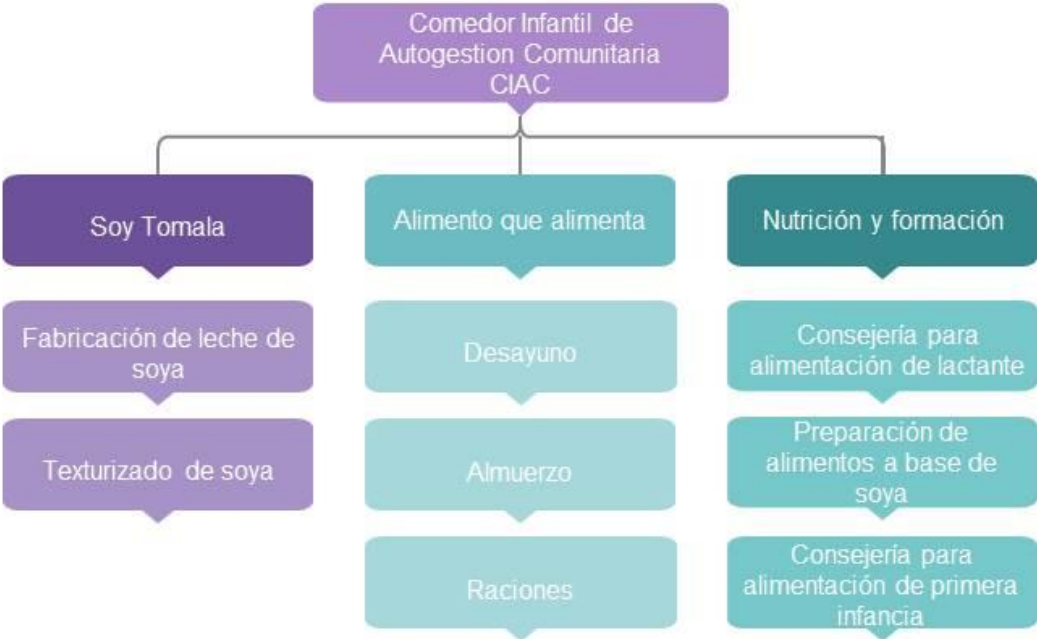 Comedor Infantil de
Autogestion Comunitaria
CIAC
Soy Tomala
Fabricación de leche de
soya
Texturizado de soya
Alimento que alimenta
Desayuno
Almuerzo
Raciones
Nutrición y formación
Consejería para
alimentación de lactante
Preparación de
alimentos a base de
soya
Consejería para
alimentación de primera
infancia